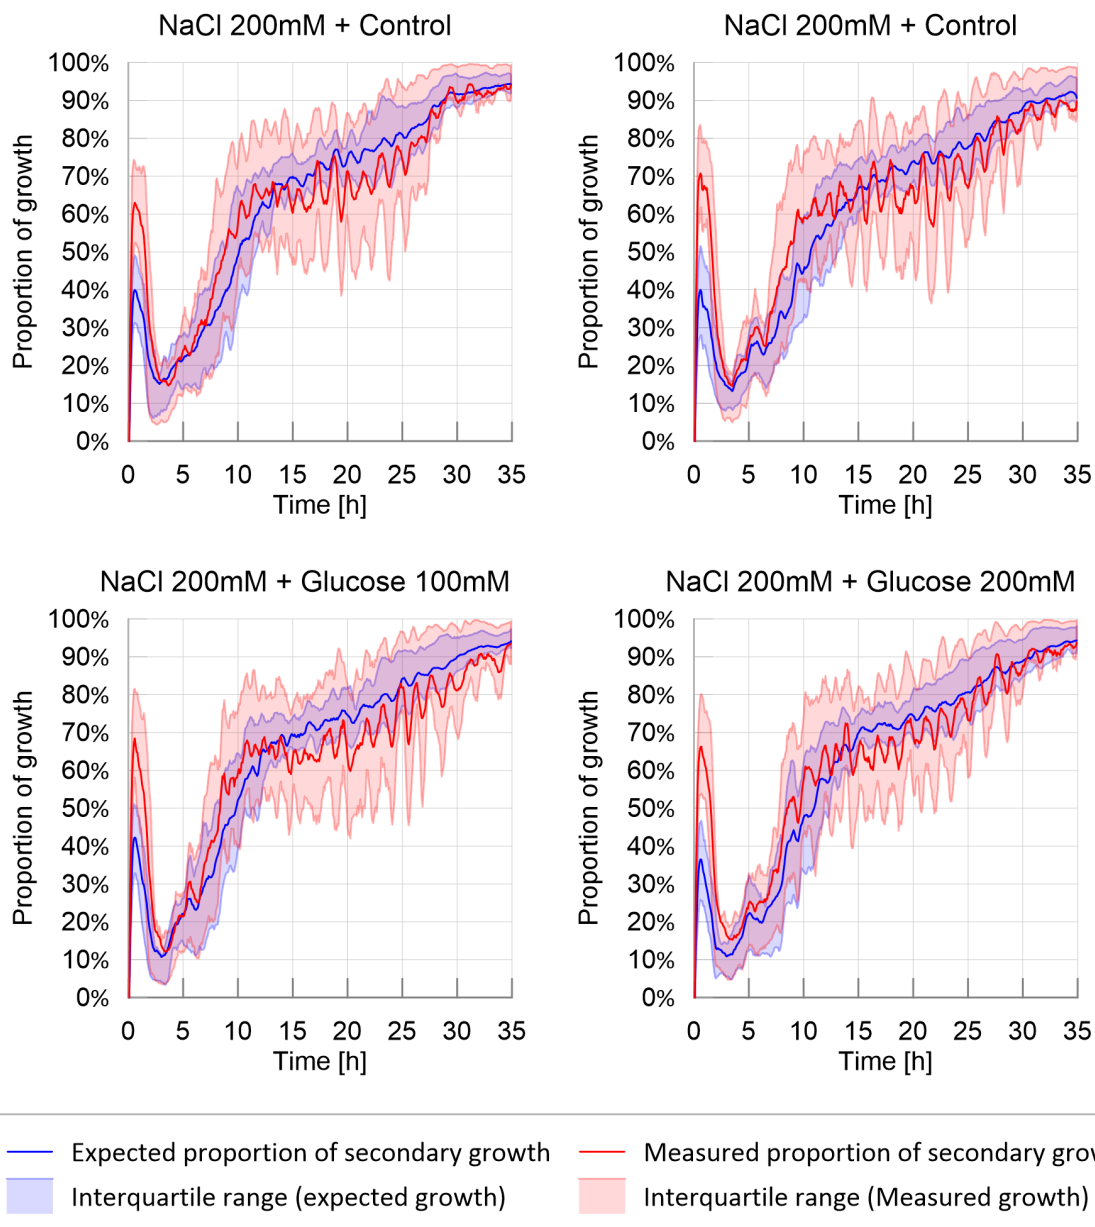 NaCl 200mM + Control
NaCl 200mM + Control
Proportion of growth
100%
90%
80%
70%
60%
50%
40%
30%
20%
10%
0%
0 5 10 15 20 25 30 35
Time [h]
Proportion of growth
100%
90%
80%
70%
60%
50%
40%
30%
20%
10%
0%
0 5 10 15 20 25 30 35
Time [h]
NaCl 200mM + Glucose 100mM
NaCl 200mM + Glucose 200mM
Proportion of growth
100%
90%
80%
70%
60%
50%
40%
30%
20%
10%
0%
0 5 10 15 20 25 30 35
Time [h]
Proportion of growth
100%
90%
80%
70%
60%
50%
40%
30%
20%
10%
0%
0 5 10 15 20 25 30 35
Time [h]
Expected proportion of secondary growth
Measured proportion of secondary
Interquartile range (expected growth)
Interquartile range (Measured growth)